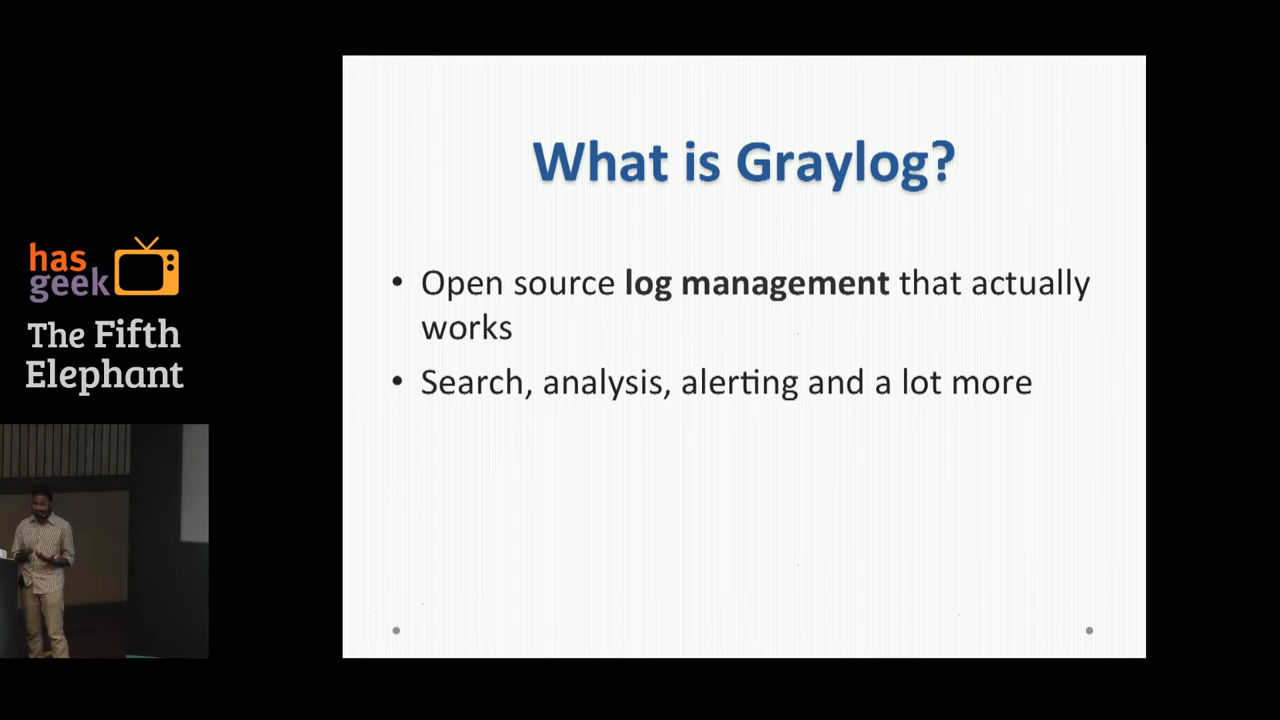 has
geek
The Fifth
Elephant
What is Graylog?
• Open source log management that actually
works
• Search, analysis, alerting and a lot more